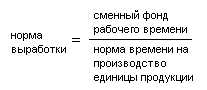 норма
выработки
=
сменный фонд
рабочего времени
норма времени на
производство
единицы продукции